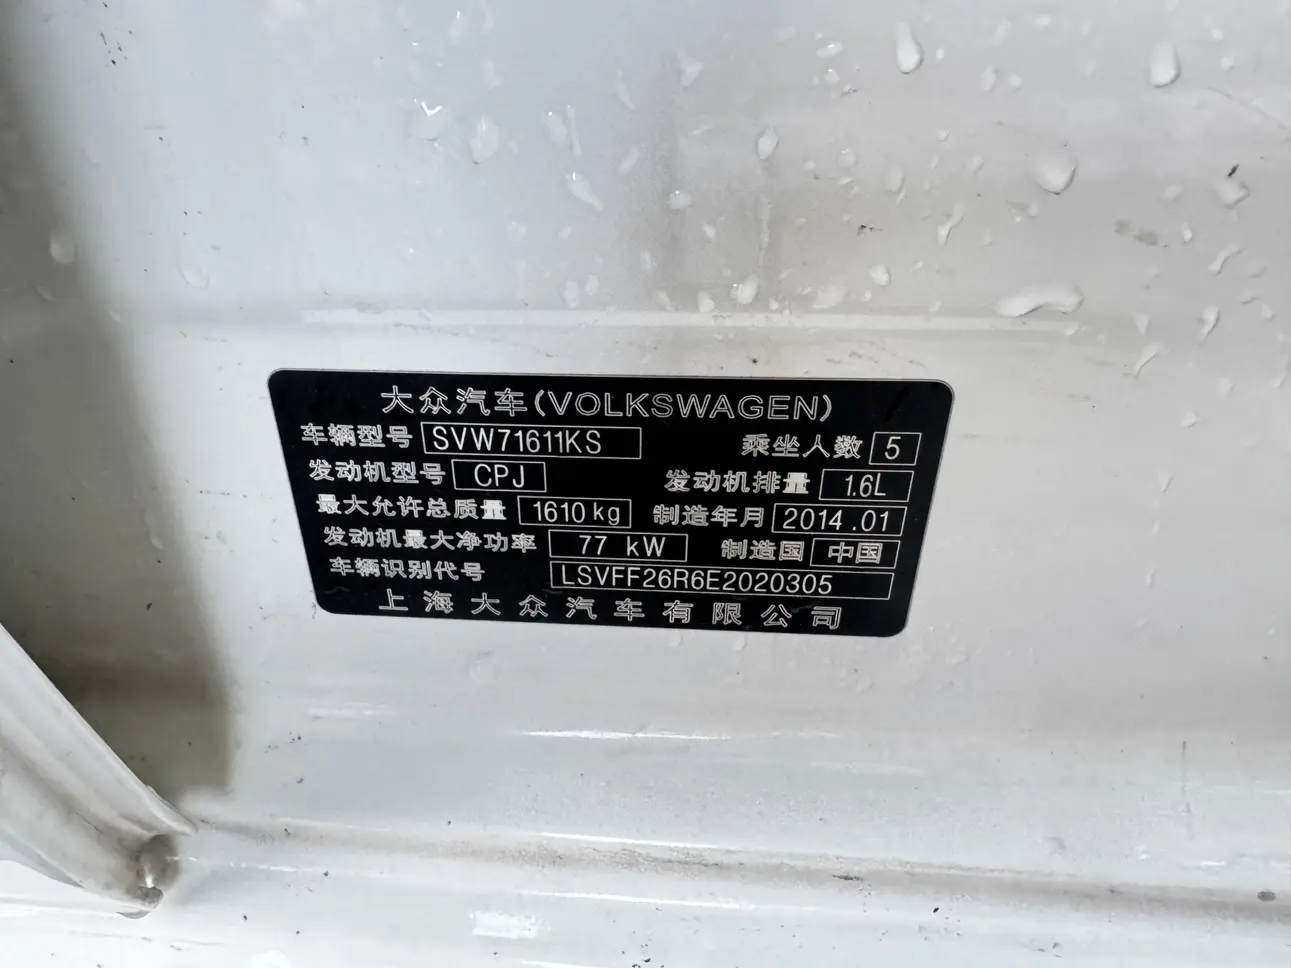 大众汽车(VOLKSWAGEN)
车辆型号 SVW71611KS 乘坐人数 5
发动机型号 CPJ 发动机排量 1.6L
最大允许总质量 1610kg 制造年月 2014.01
发动机最大净功率 77 kW 制造国 中国
车辆识别代号 LSVFF26R6E2020305
上海大众汽车有限公司